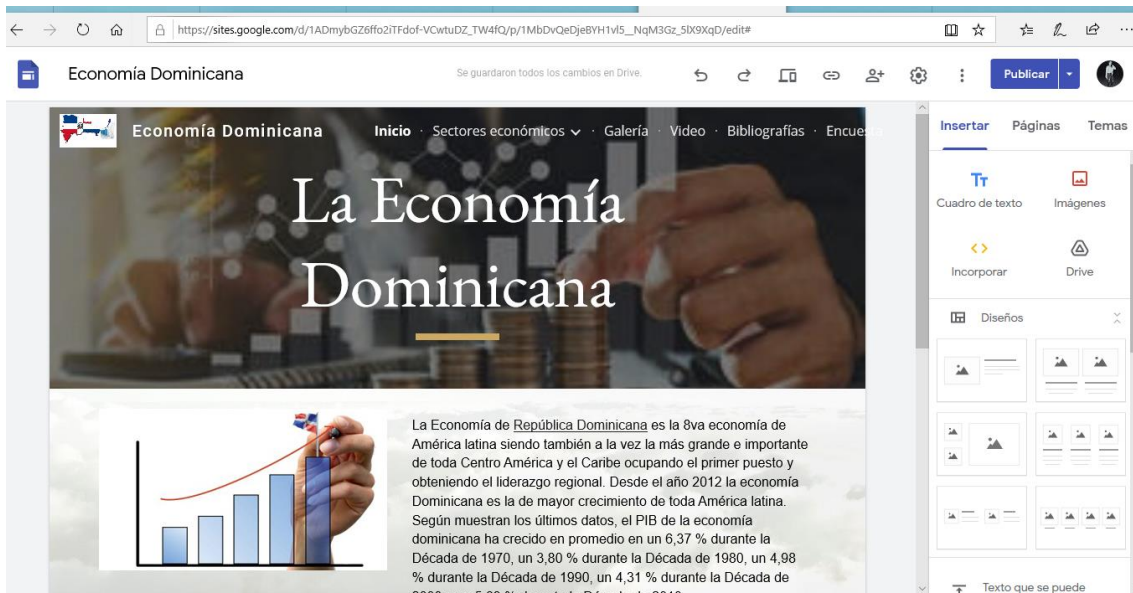 https://sites.google.com/d/1ADmybGZ6ffo2iTFdof-VCwtuDZ_TW4fQ/p/1MbDvQeDjeBYH1vl5__NqM3Gz_5lX9XqD/edit#
Economía Dominicana
Se guardaron todos los cambios en Drive.
Publicar
Economía Dominicana
Inicio · Sectores económicos · Galería · Video · Bibliografías · Encuesta
La Economía
Dominicana
La Economía de República Dominicana es la 8va economía de
América latina siendo también a la vez la más grande e importante
de toda Centro América y el Caribe ocupando el primer puesto y
obteniendo el liderazgo regional. Desde el año 2012 la economía
Dominicana es la de mayor crecimiento de toda América latina.
Según muestran los últimos datos, el PIB de la economía
dominicana ha crecido en promedio en un 6,37 % durante la
Década de 1970, un 3,80 % durante la Década de 1980, un 4,98
% durante la Década de 1990, un 4,31 % durante la Década de
Insertar Páginas Temas
Cuadro de texto Imágenes
Incorporar Drive
Diseños
Texto que se puede